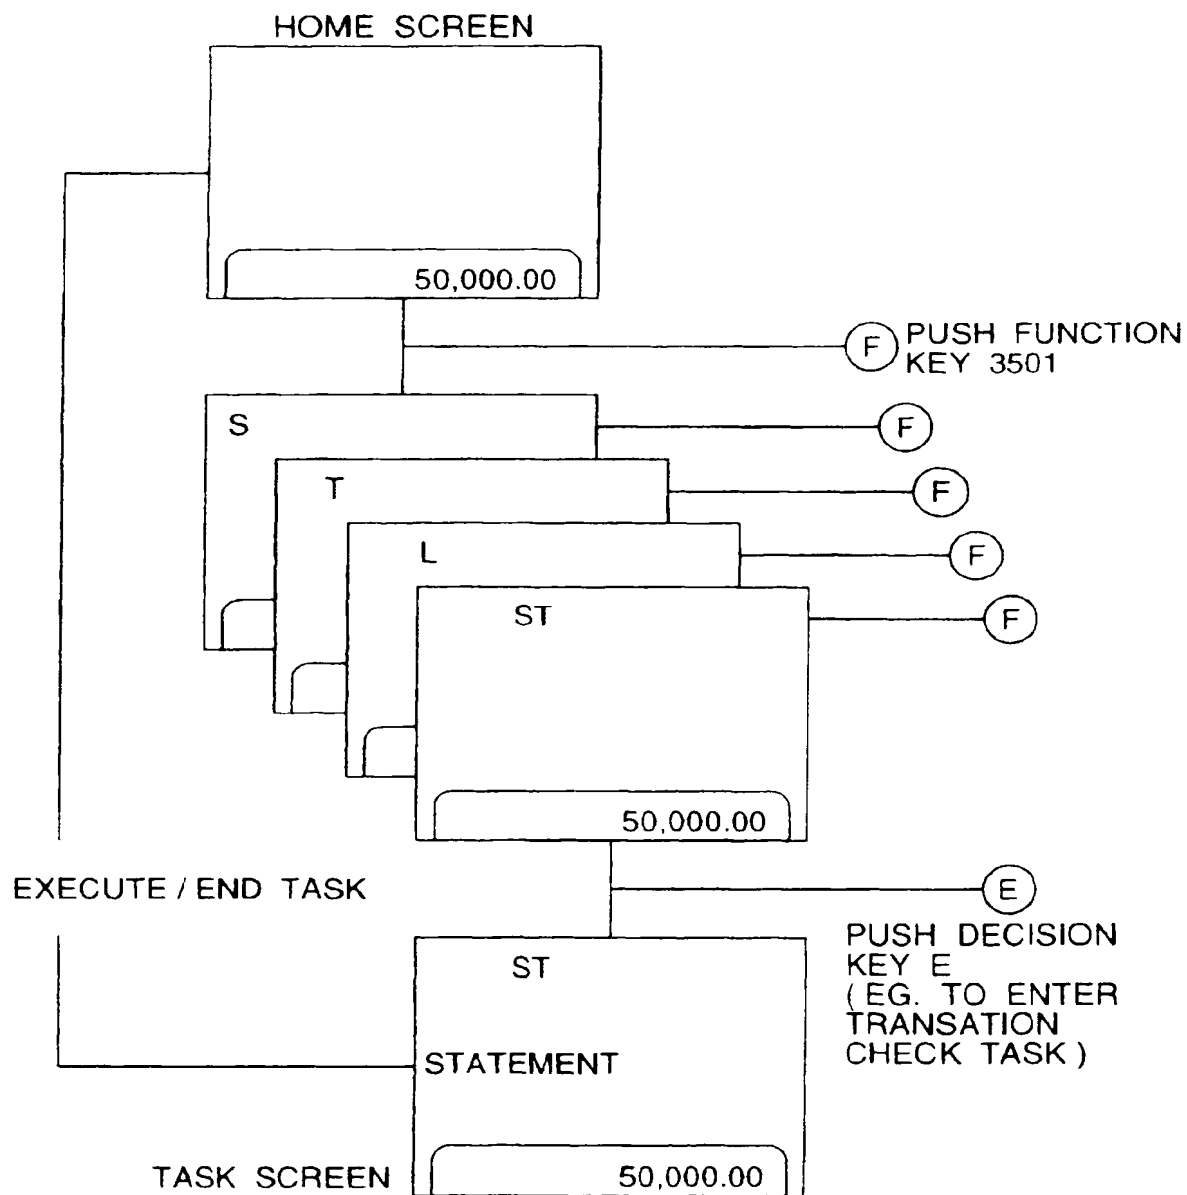 HOME SCREEN
50,000.00
F PUSH FUNCTION
KEY 3501
S
F
T
F
L
F
ST
F
50,000.00
EXECUTE / END TASK
E
PUSH DECISION
KEY E
(EG. TO ENTER
TRANSATION
CHECK TASK)
ST
STATEMENT
TASK SCREEN
50,000.00